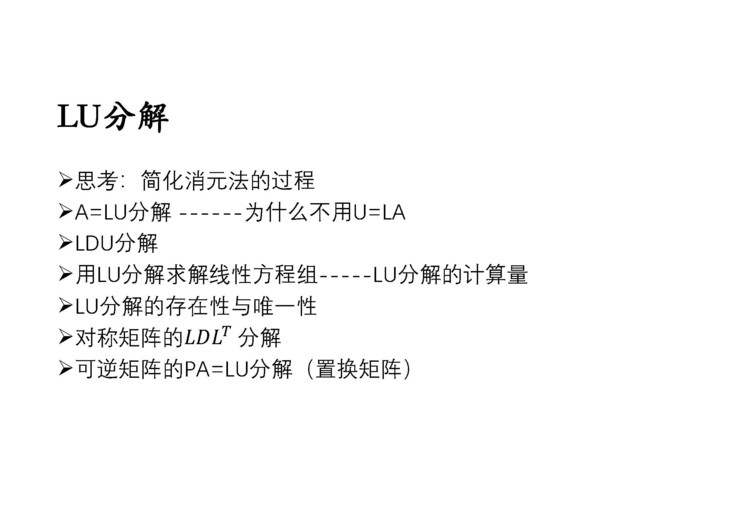 LU分解
➢思考：简化消元法的过程
➢A=LU分解 ------为什么不用U=LA
➢LDU分解
➢用LU分解求解线性方程组-----LU分解的计算量
➢LU分解的存在性与唯一性
➢对称矩阵的𝐿𝐷𝐿ᵀ 分解
➢可逆矩阵的PA=LU分解（置换矩阵）